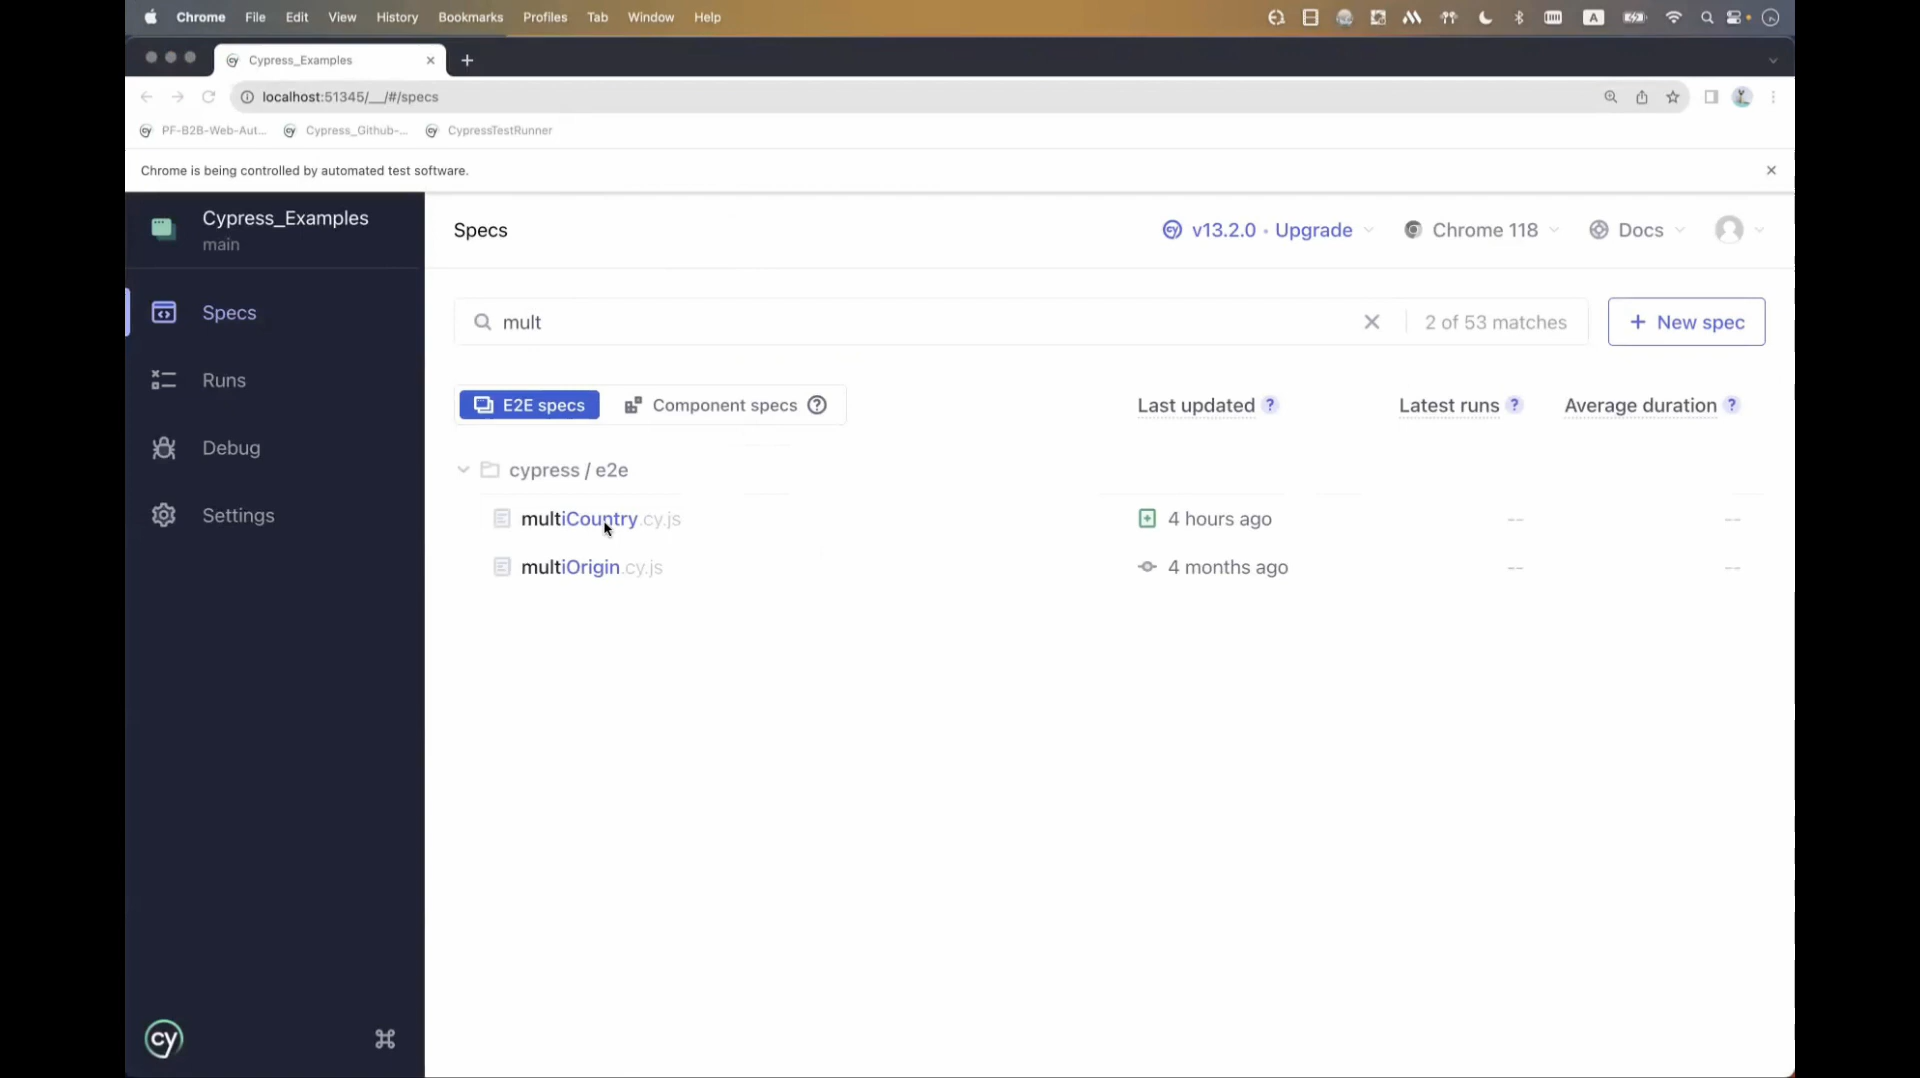 Chrome File Edit View History Bookmarks Profiles Tab Window Help A
Cypress_Examples
localhost:51345/__/#/specs
PF-B2B-Web-Aut... Cypress_Github-... CypressTestRunner
Chrome is being controlled by automated test software.
Cypress_Examples
main
Specs
Runs
Debug
Settings
cy
Specs v13.2.0 • Upgrade Chrome 118 Docs
mult 2 of 53 matches + New spec
E2E specs Component specs ? Last updated ? Latest runs ? Average duration ?
cypress / e2e
multiCountry.cy.js 4 hours ago -- --
multiOrigin.cy.js 4 months ago -- --